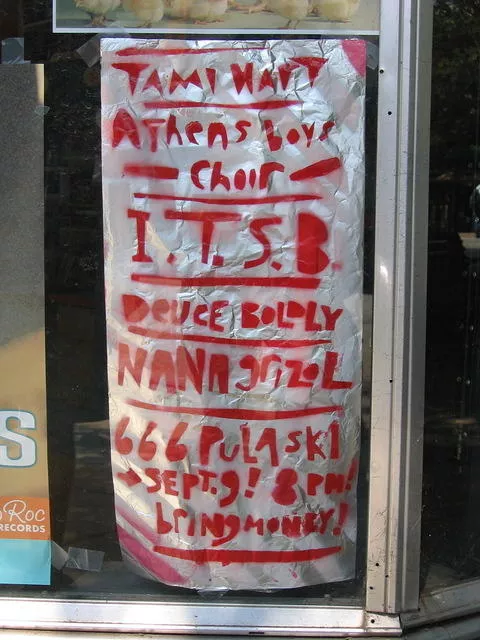 TAMI HART
AThens Boys
choir
I.T.S.B.
DEUCE BOLDLY
NANA grizoL
666 PULASKI
→SEPT.9! 8PM!
bring MONEY!
S
Roc
RECORDS